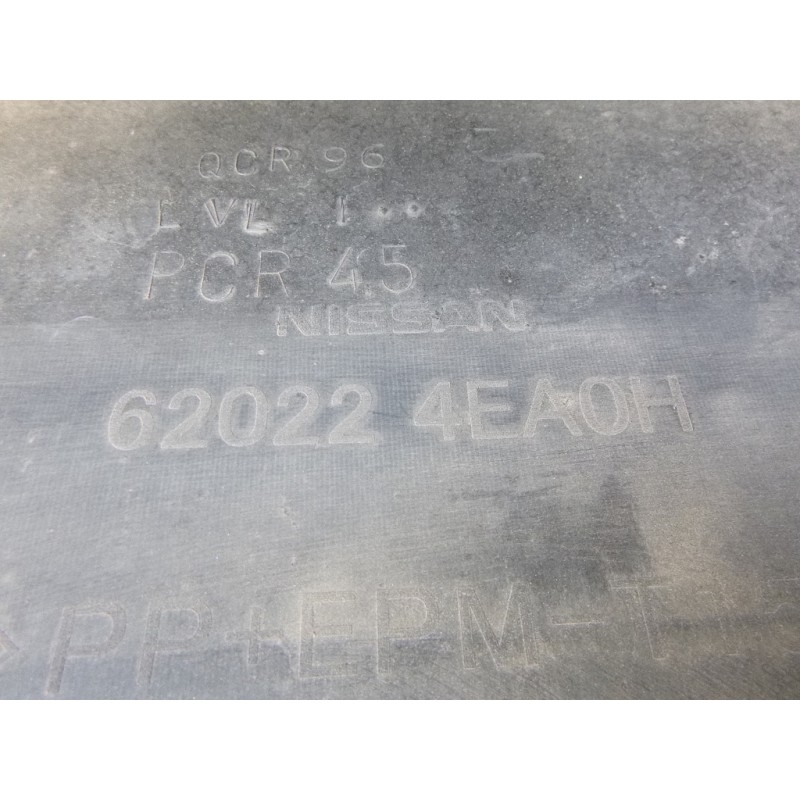 QCR 96
LVL 1
PCR 4.5
NISSAN
62022 4EA0H
>PP+EPM-T